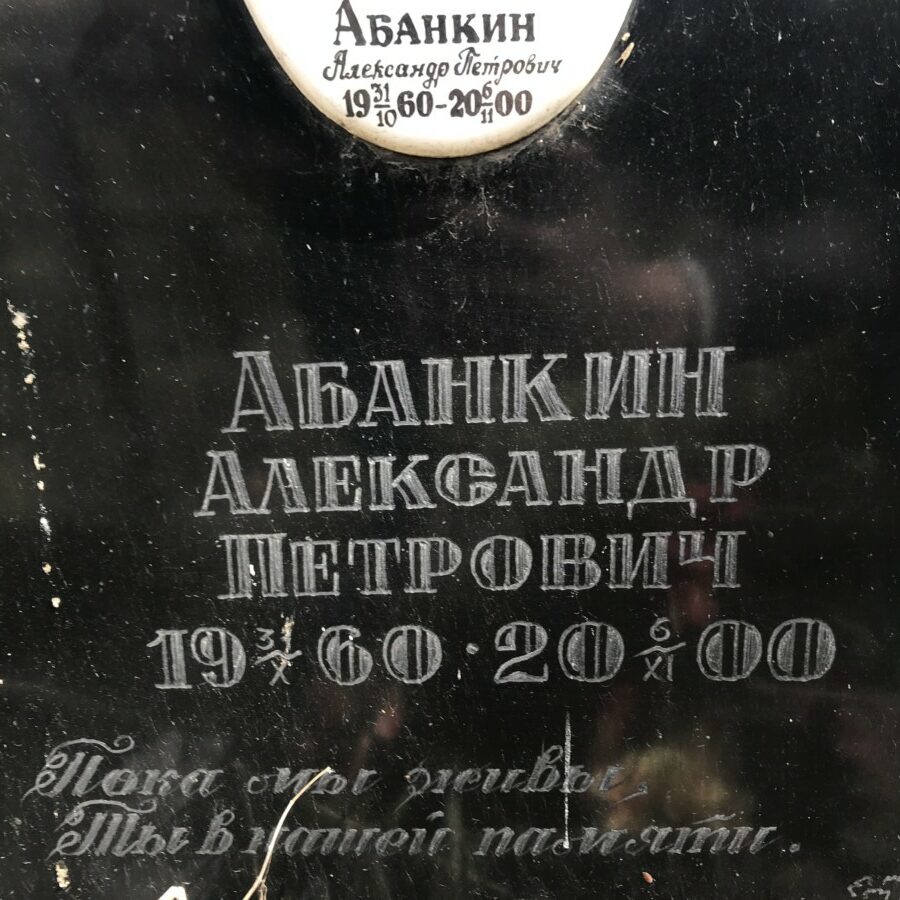 Абанкин
Александр Петрович
19 31/10 60-20 6/11 00
Абанкин
Александр
Петрович
19 31/X 60 · 20 6/XI 00
Пока мы живы,
Ты в нашей памяти.